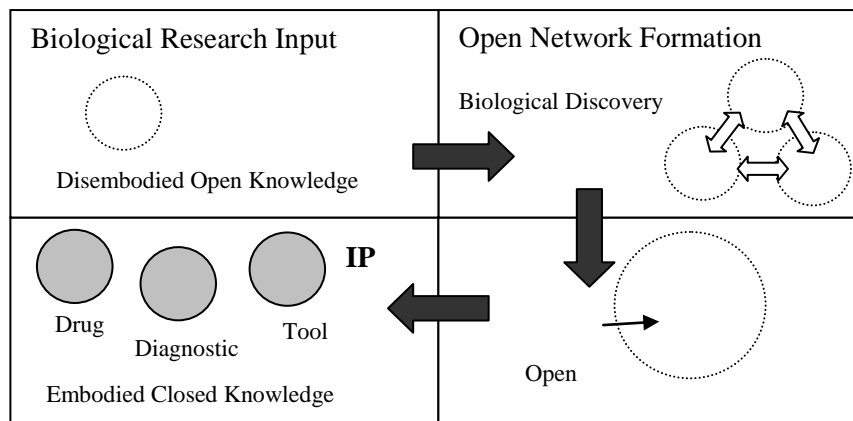 Biological Research Input
Disembodied Open Knowledge
Open Network Formation
Biological Discovery
IP
Drug
Diagnostic
Tool
Embodied Closed Knowledge
Open